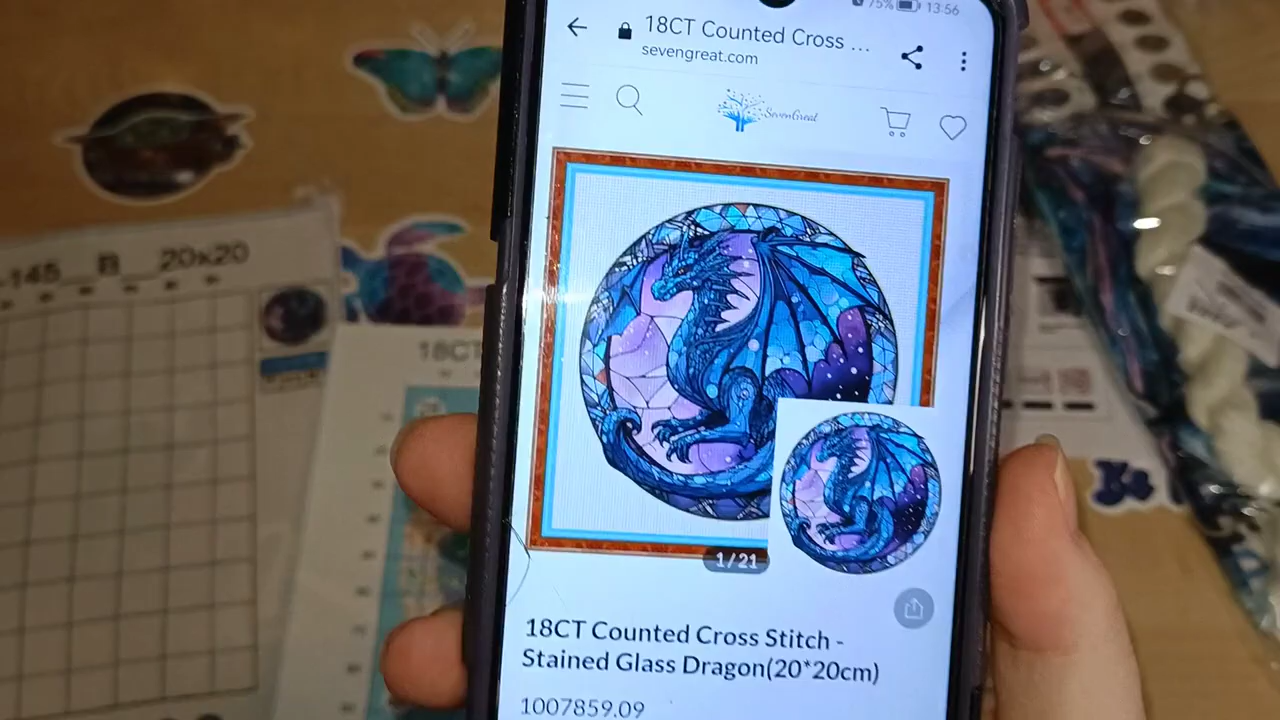 75% 13:56
18CT Counted Cross ...
sevengreat.com
SevenGreat
-145 B 20x20
18CT
1/21
18CT Counted Cross Stitch -
Stained Glass Dragon(20*20cm)
1007859.09